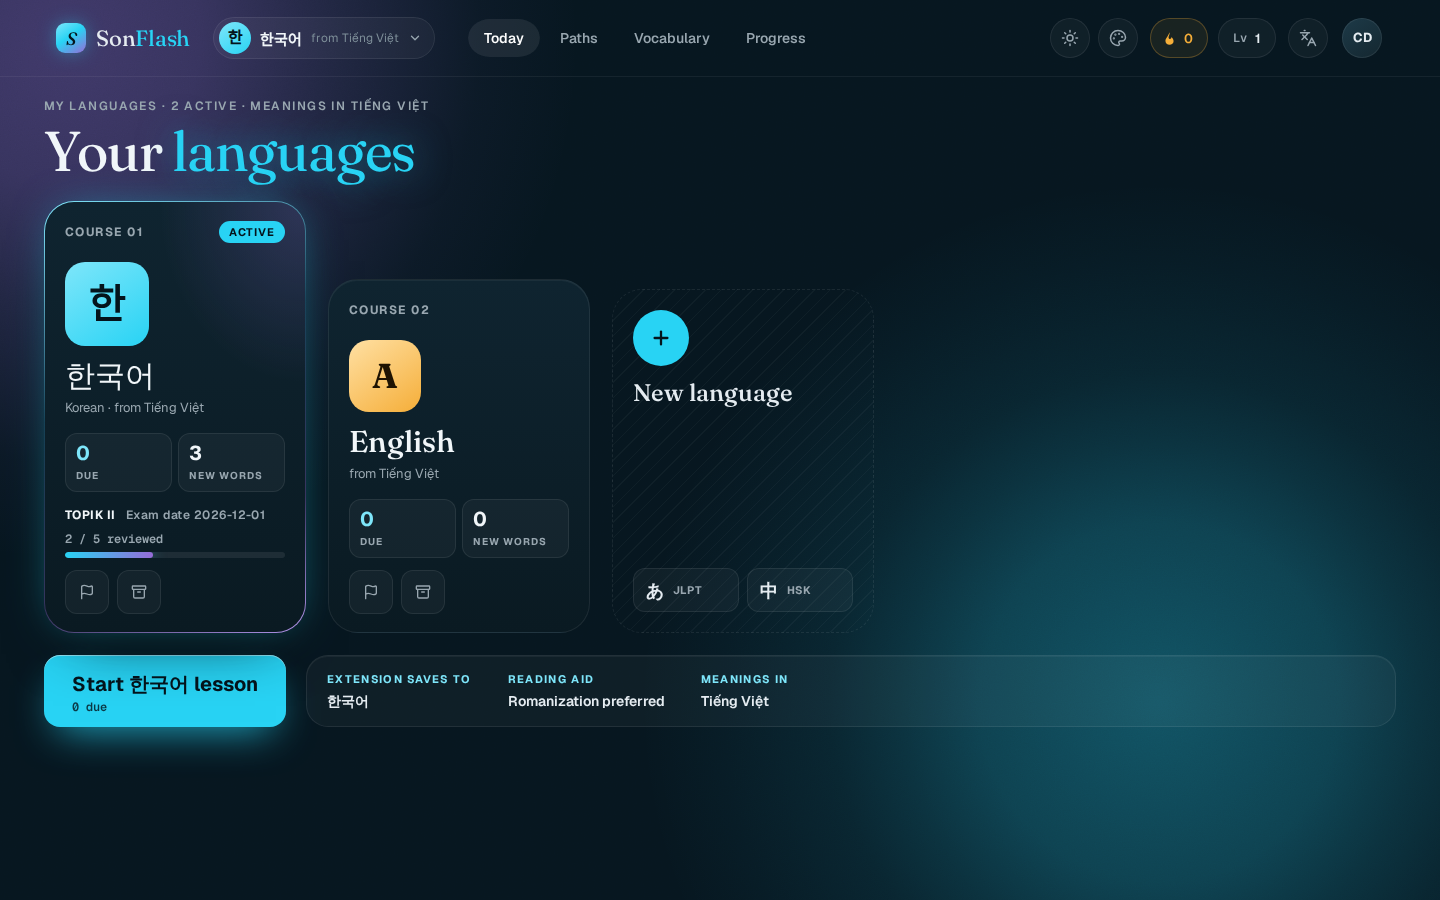 S SonFlash
한 한국어 from Tiếng Việt
Today
Paths
Vocabulary
Progress
0
Lv 1
CD
MY LANGUAGES · 2 ACTIVE · MEANINGS IN TIẾNG VIỆT
Your languages
COURSE 01
ACTIVE
한
한국어
Korean · from Tiếng Việt
0
DUE
3
NEW WORDS
TOPIK II Exam date 2026-12-01
2 / 5 reviewed
COURSE 02
A
English
from Tiếng Việt
0
DUE
0
NEW WORDS
New language
あ JLPT
中 HSK
Start 한국어 lesson
0 due
EXTENSION SAVES TO
한국어
READING AID
Romanization preferred
MEANINGS IN
Tiếng Việt